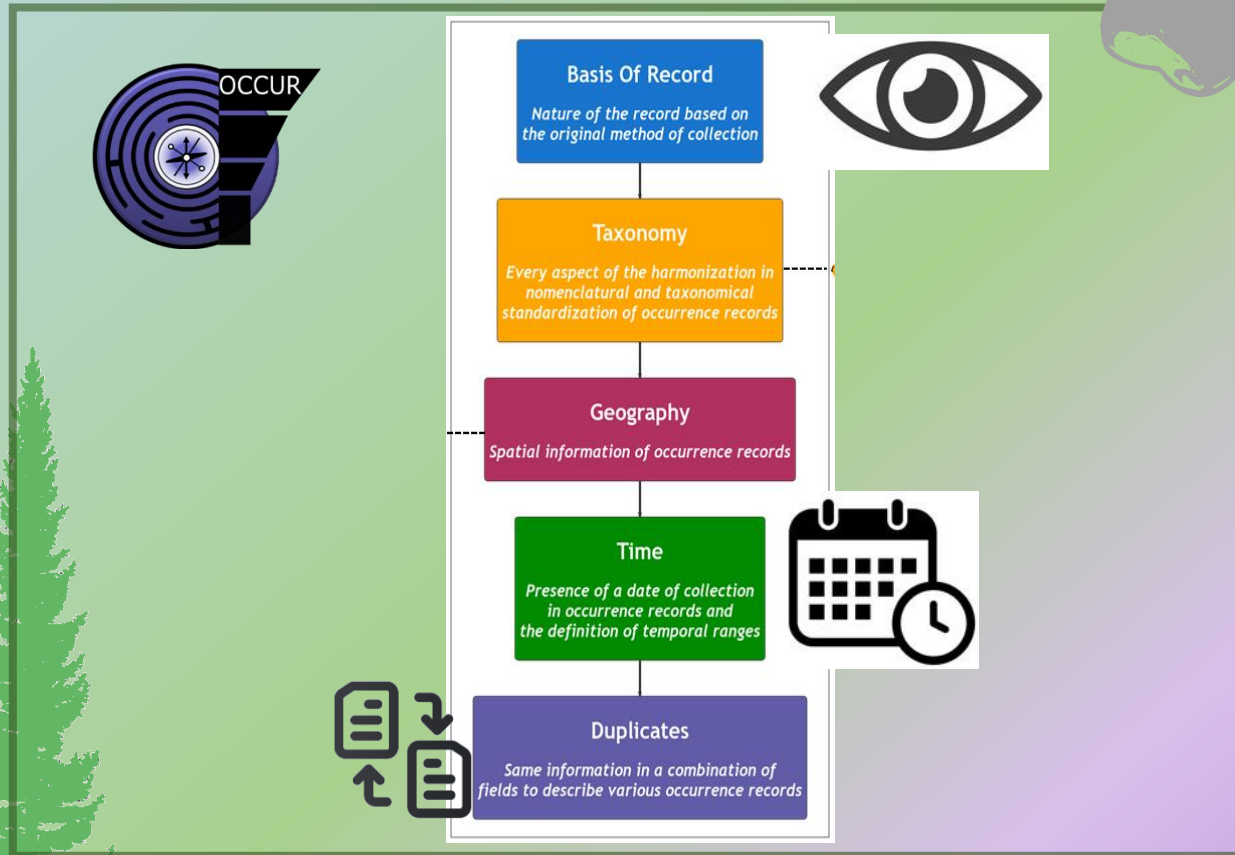 OCCUR
Basis Of Record
Nature of the record based on
the original method of collection
Taxonomy
Every aspect of the harmonization in
nomenclatural and taxonomical
standardization of occurrence records
Geography
Spatial information of occurrence records
Time
Presence of a date of collection
in occurrence records and
the definition of temporal ranges
Duplicates
Same information in a combination of
fields to describe various occurrence records